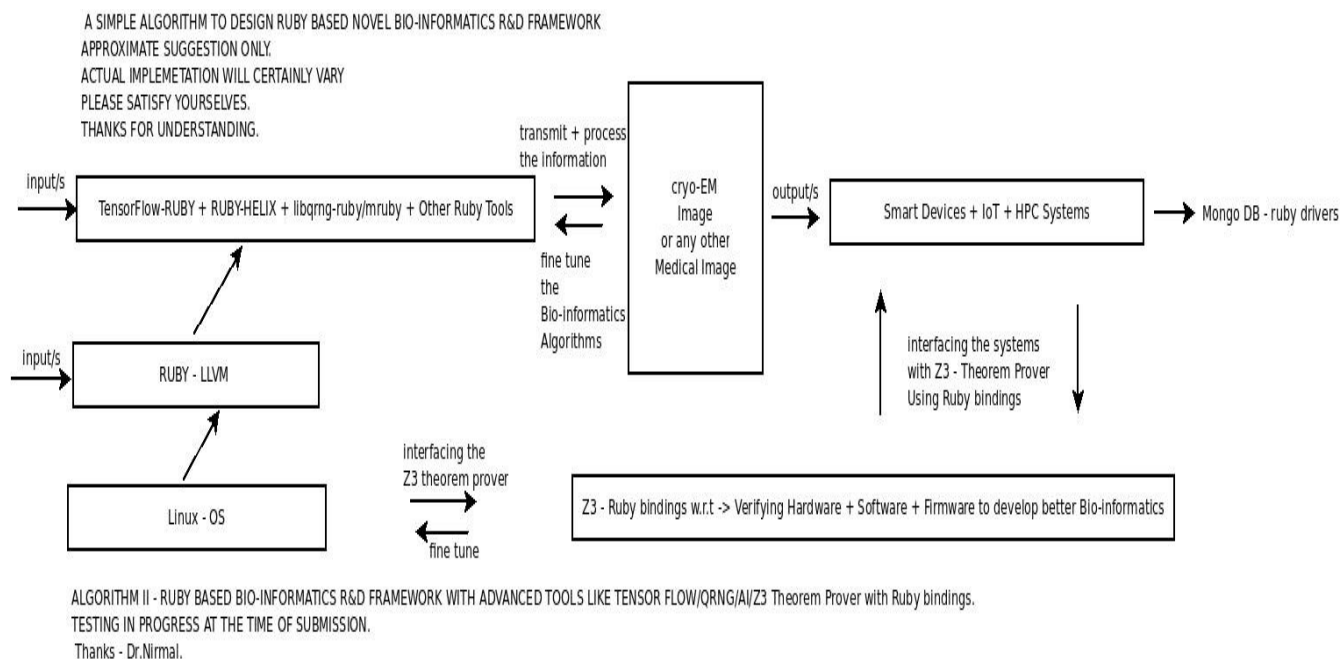 A SIMPLE ALGORITHM TO DESIGN RUBY BASED NOVEL BIO-INFORMATICS R&D FRAMEWORK
APPROXIMATE SUGGESTION ONLY.
ACTUAL IMPLEMETATION WILL CERTAINLY VARY
PLEASE SATISFY YOURSELVES.
THANKS FOR UNDERSTANDING.
input/s
TensorFlow-RUBY + RUBY-HELIX + libqrng-ruby/mruby + Other Ruby Tools
transmit + process
the information
fine tune
the
Bio-informatics
Algorithms
cryo-EM
Image
or any other
Medical Image
output/s
Smart Devices + IoT + HPC Systems
Mongo DB - ruby drivers
input/s
RUBY - LLVM
interfacing the systems
with Z3 - Theorem Prover
Using Ruby bindings
Linux - OS
interfacing the
Z3 theorem prover
fine tune
Z3 - Ruby bindings w.r.t -> Verifying Hardware + Software + Firmware to develop better Bio-informatics
ALGORITHM II - RUBY BASED BIO-INFORMATICS R&D FRAMEWORK WITH ADVANCED TOOLS LIKE TENSOR FLOW/QRNG/AI/Z3 Theorem Prover with Ruby bindings.
TESTING IN PROGRESS AT THE TIME OF SUBMISSION.
Thanks - Dr.Nirmal.